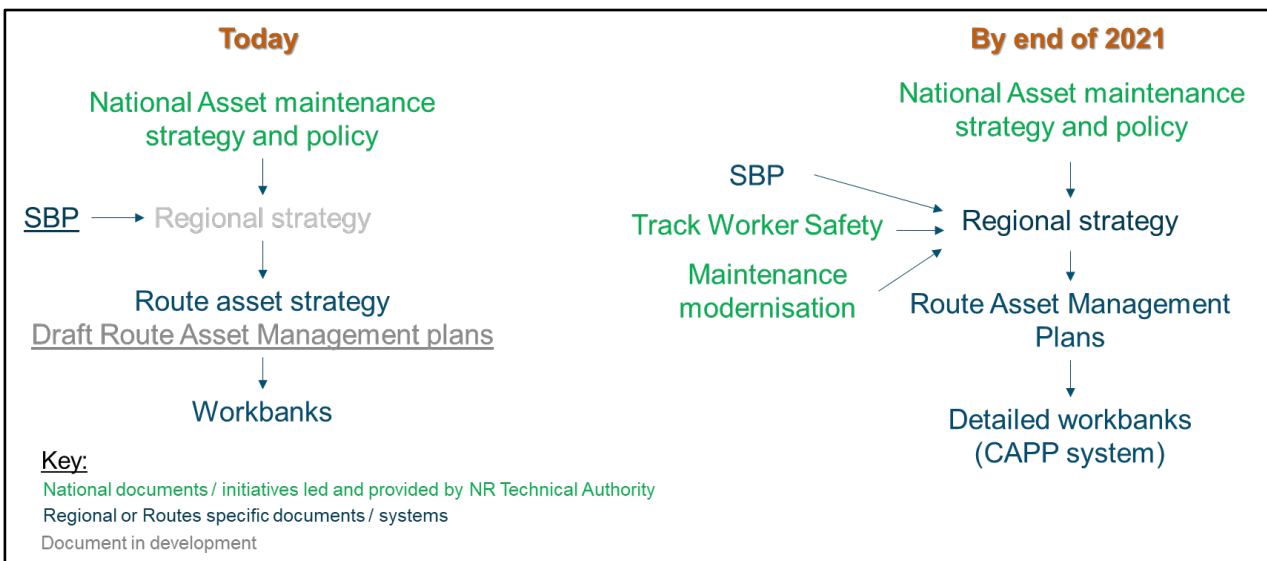 Today
National Asset maintenance
strategy and policy
SBP
Regional strategy
Route asset strategy
Draft Route Asset Management plans
Workbanks
By end of 2021
National Asset maintenance
strategy and policy
SBP
Track Worker Safety
Maintenance
modernisation
Regional strategy
Route Asset Management
Plans
Detailed workbanks
(CAPP system)
Key:
National documents / initiatives led and provided by NR Technical Authority
Regional or Routes specific documents / systems
Document in development